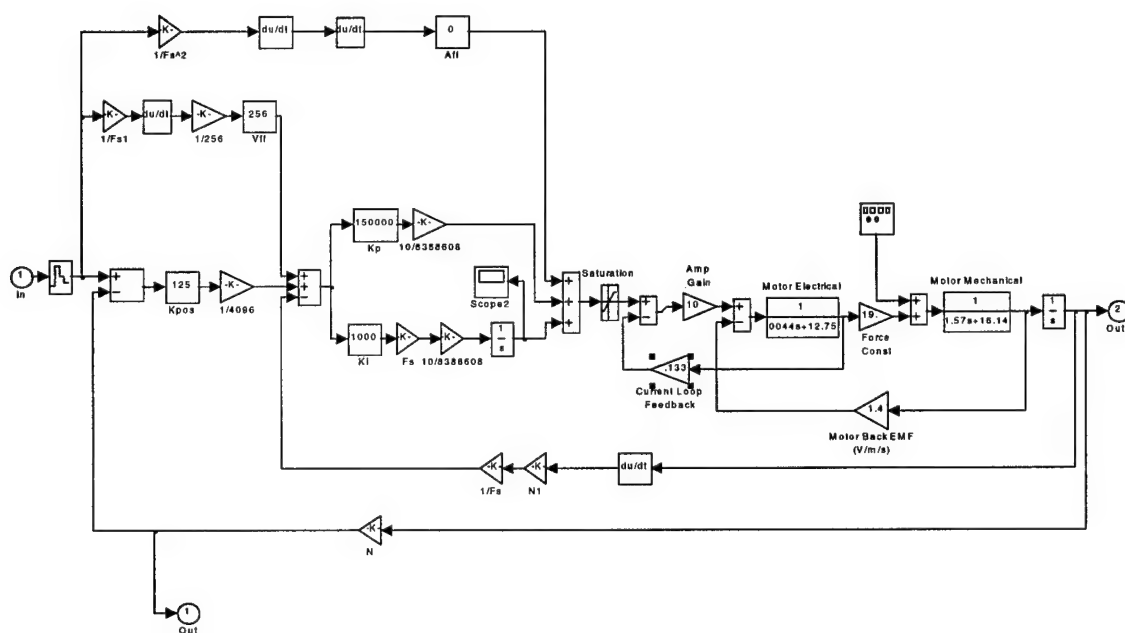 -K-
du/dt
du/dt
0
1/Fs^2
Aff
-K-
du/dt
-K-
256
1/Fs1
1/256
Vff
150000
-K-
Kp
10/8388608
1
In
125
-K-
Kpos
1/4096
Scope2
Saturation
Amp
Gain
10
Motor Electrical
1
.0044s+12.75
19.
Force
Const
Motor Mechanical
1
1.57s+16.14
1
s
2
Out
1000
-K-
-K-
1
s
Ki
Fs
10/8388608
.133
Current Loop
Feedback
1.4
Motor Back EMF
(V/m/s)
-K-
-K-
du/dt
1/Fs
N1
-K-
N
1
Out